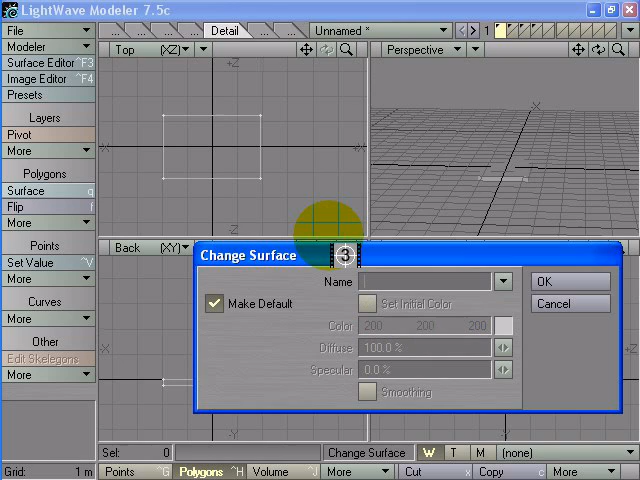 LightWave Modeler 7.5c
File
Modeler
Surface Editor ^F3
Image Editor ^F4
Presets
Layers
Pivot
More
Polygons
Surface q
Flip f
More
Points
Set Value ^V
More
Curves
More
Other
Edit Skelegons
More
Grid: 1 m
... ... ... Detail ... ... Unnamed * 1
Top (XZ)
+Z
-X
-Z
Perspective
-X
Back (XY)
+Z
-Y
-Y
Change Surface
3
Name
Make Default
Set Initial Color
Color 200 200 200
Diffuse 100.0 %
Specular 0.0 %
Smoothing
OK
Cancel
Sel: 0 Change Surface W T M (none)
Points ^G Polygons ^H Volume ^J More Cut x Copy c More